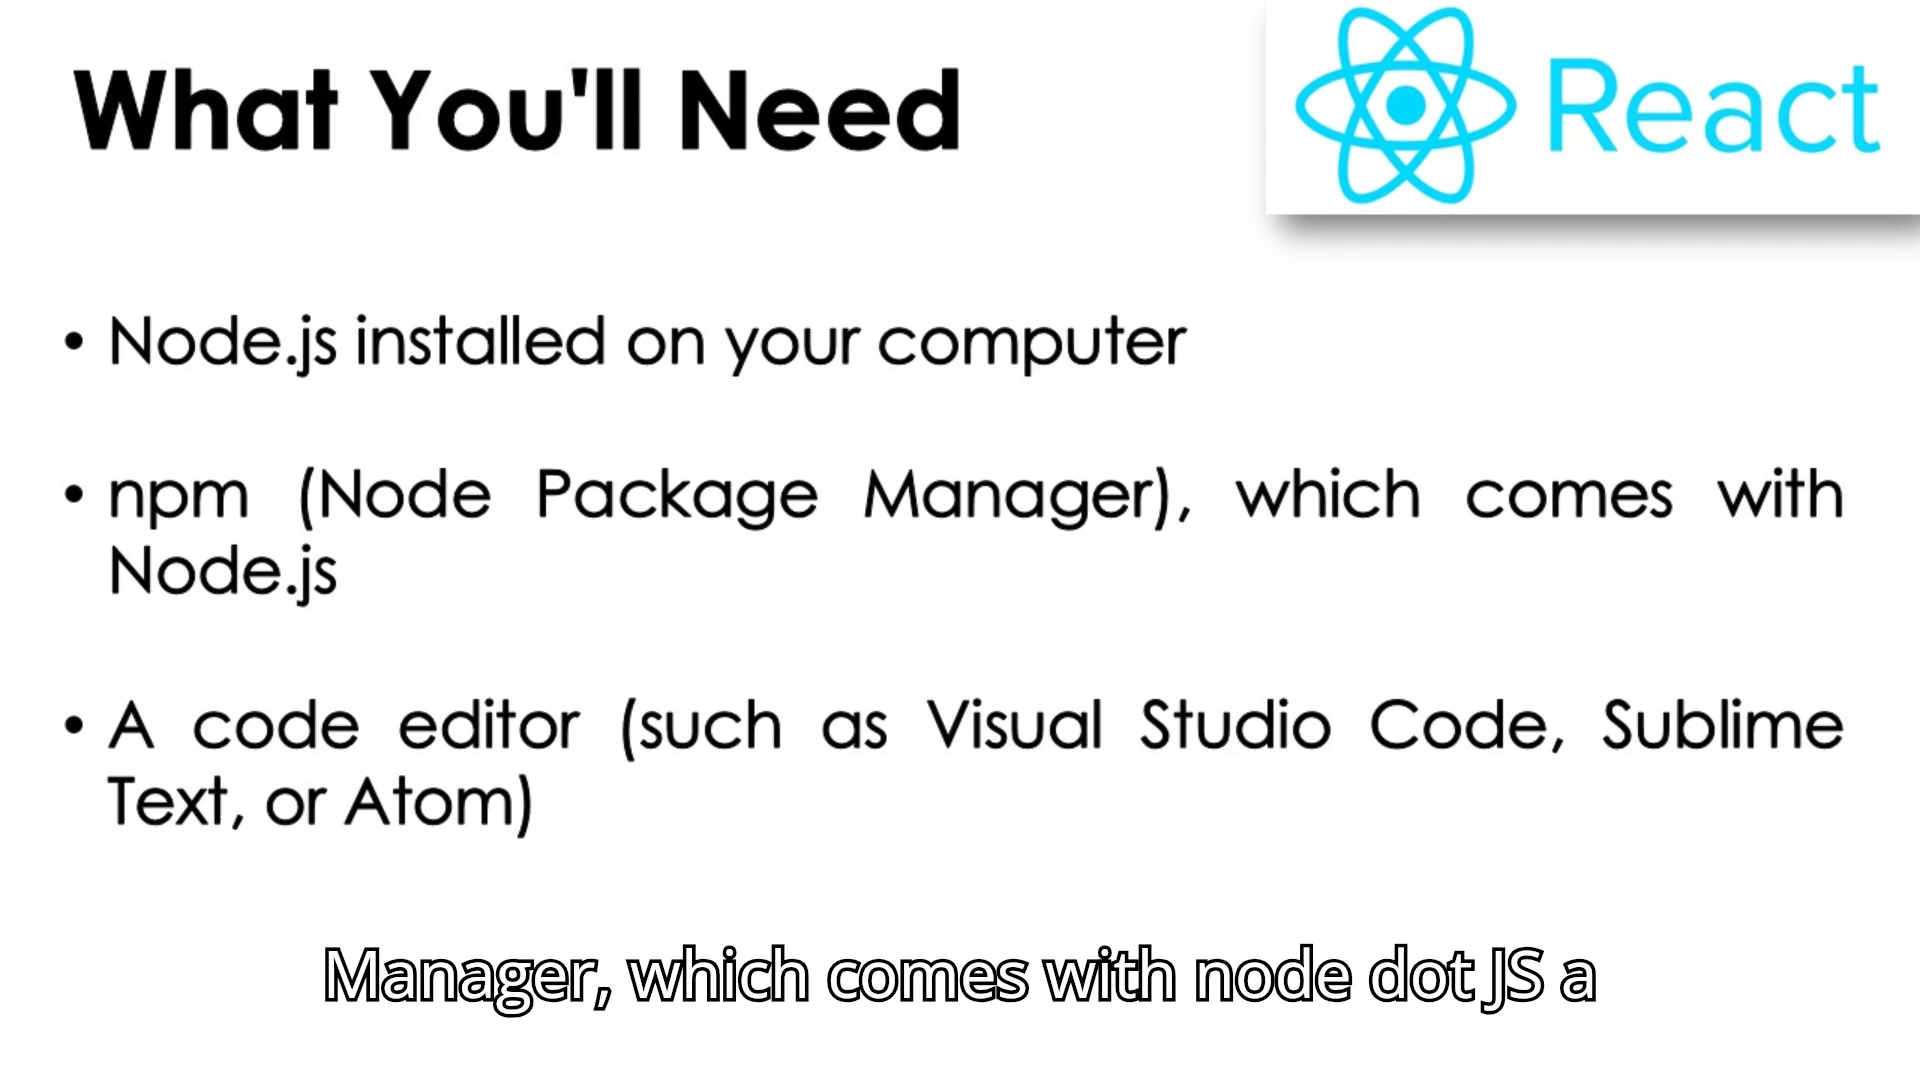 What You'll Need
React
• Node.js installed on your computer
• npm (Node Package Manager), which comes with
Node.js
• A code editor (such as Visual Studio Code, Sublime
Text, or Atom)
Manager, which comes with node dot JS a